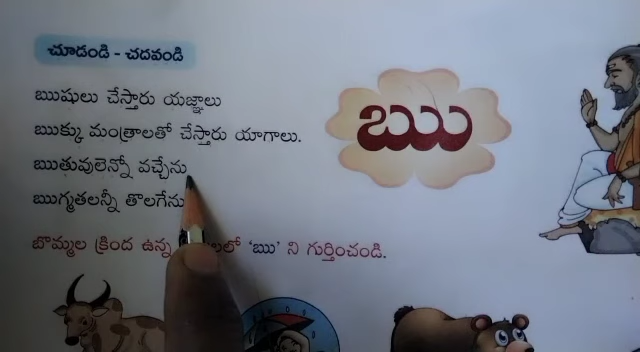 చూడండి - చదవండి
ఋషులు చేస్తారు యజ్ఞాలు
ఋక్కు మంత్రాలతో చేస్తారు యాగాలు.
ఋతువులెన్నో వచ్చేను
ఋగ్మతలన్నీ తొలగేను
ఋ
బొమ్మల క్రింద ఉన్న 'ఋ' ని గుర్తించండి.